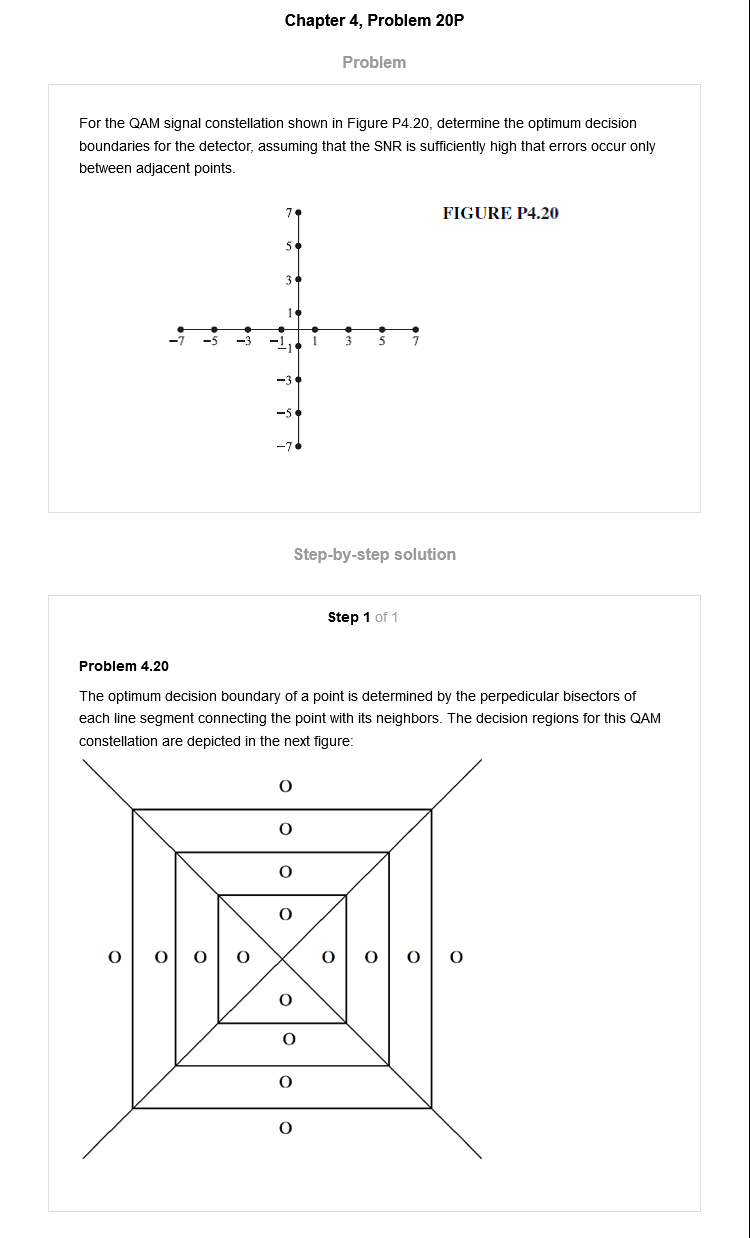 Chapter 4, Problem 20P
Problem
For the QAM signal constellation shown in Figure P4.20, determine the optimum decision
boundaries for the detector, assuming that the SNR is sufficiently high that errors occur only
between adjacent points.
FIGURE P4.20
7
5
3
1
−7 −5 −3 −1 1 3 5 7
−1
−3
−5
−7
Step-by-step solution
Step 1 of 1
Problem 4.20
The optimum decision boundary of a point is determined by the perpedicular bisectors of
each line segment connecting the point with its neighbors. The decision regions for this QAM
constellation are depicted in the next figure:
O
O
O
O
O O O O O O O O
O
O
O
O